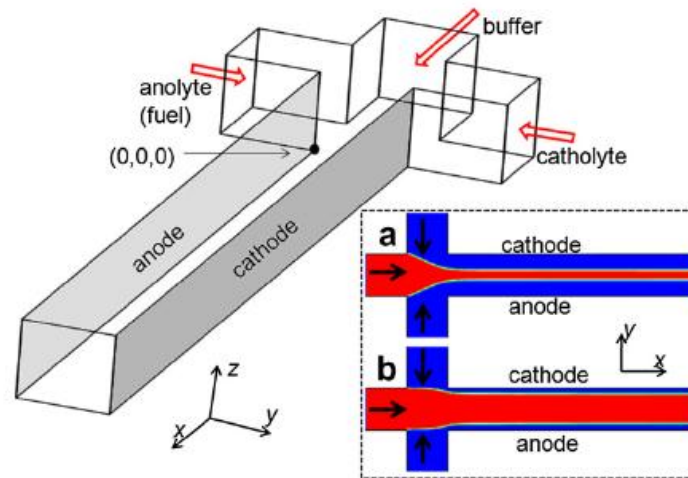 buffer
anolyte
(fuel)
(0,0,0)
catholyte
anode
cathode
a
cathode
anode
y
x
b
cathode
anode
z
x
y